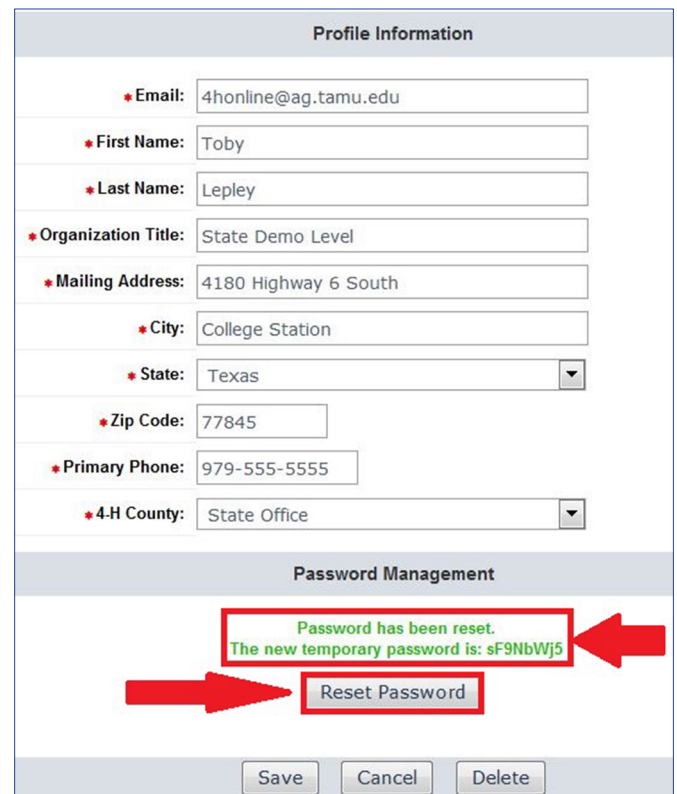 Profile Information
* Email: 4honline@ag.tamu.edu
* First Name: Toby
* Last Name: Lepley
* Organization Title: State Demo Level
* Mailing Address: 4180 Highway 6 South
* City: College Station
* State: Texas
* Zip Code: 77845
* Primary Phone: 979-555-5555
* 4-H County: State Office
Password Management
Password has been reset.
The new temporary password is: sF9NbWj5
Reset Password
Save Cancel Delete